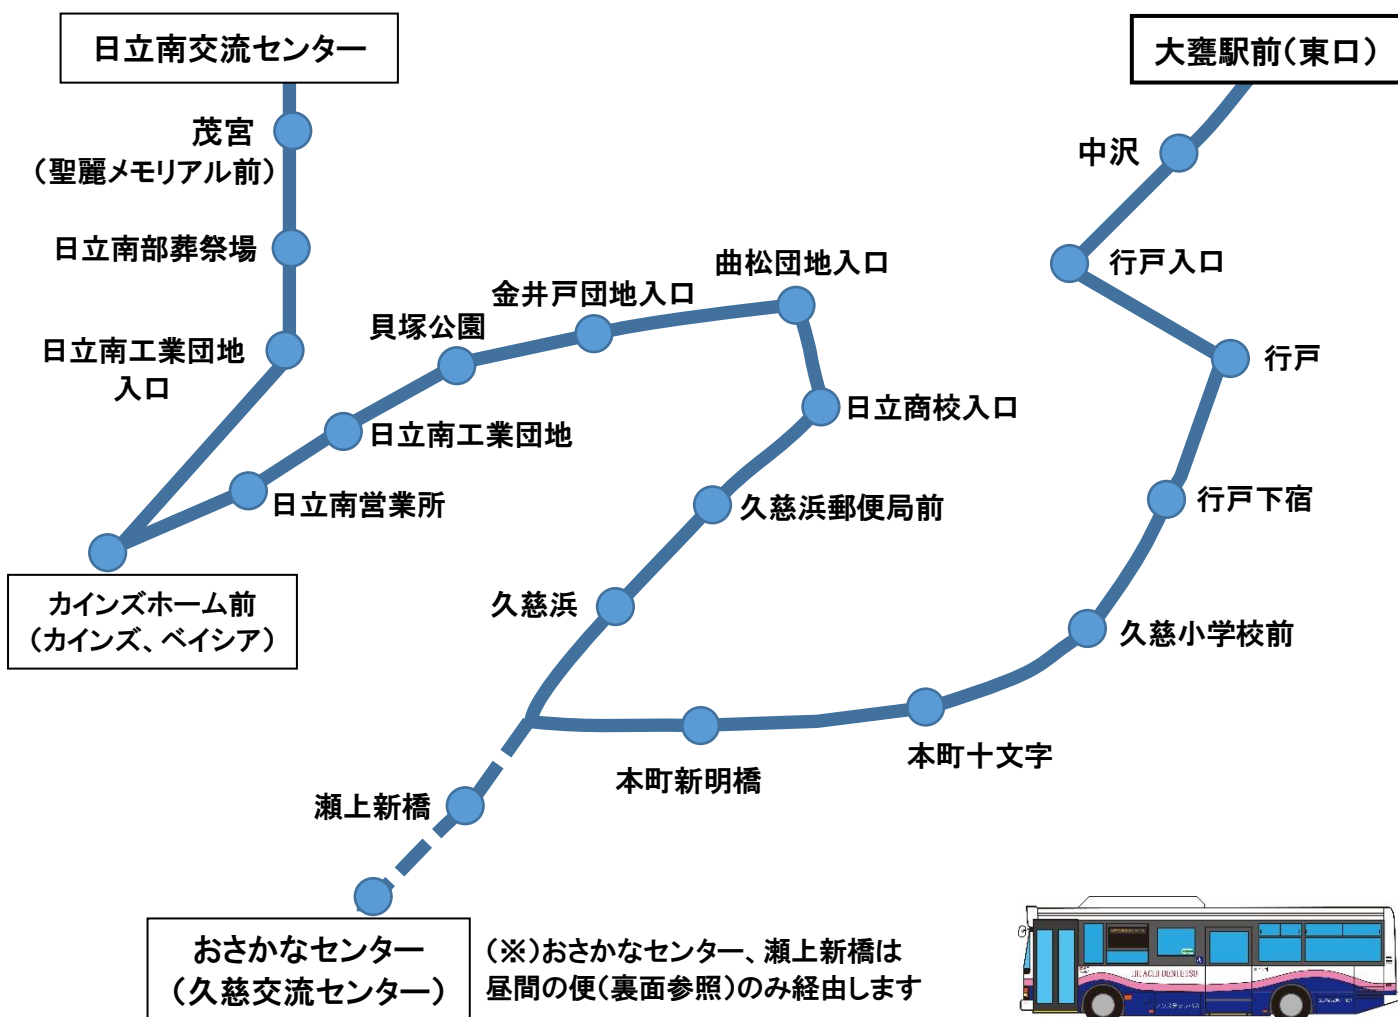 日立南交流センター
大甕駅前(東口)
茂宮
(聖麗メモリアル前)
中沢
日立南部葬祭場
行戸入口
曲松団地入口
金井戸団地入口
貝塚公園
日立南工業団地
入口
行戸
日立商校入口
日立南工業団地
日立南営業所
久慈浜郵便局前
行戸下宿
カインズホーム前
(カインズ、ベイシア)
久慈浜
久慈小学校前
本町十文字
本町新明橋
瀬上新橋
おさかなセンター
(久慈交流センター)
(※)おさかなセンター、瀬上新橋は
昼間の便(裏面参照)のみ経由します
HITACHI DENTETSU